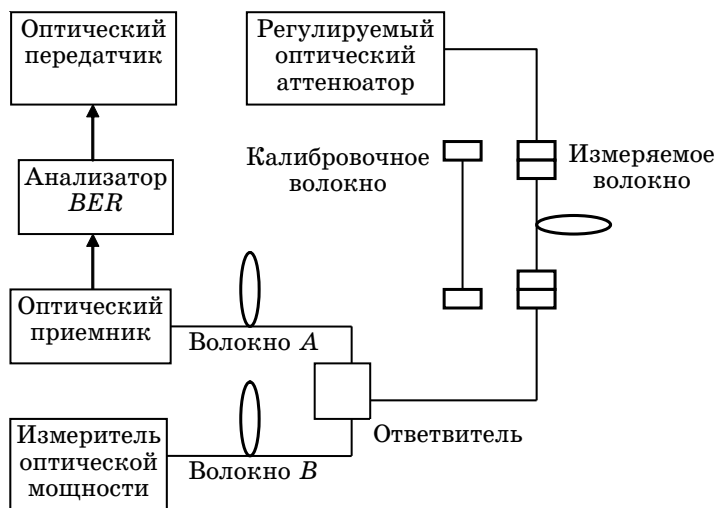 Оптический
передатчик
Регулируемый
оптический
аттенюатор
Калибровочное
волокно
Измеряемое
волокно
Анализатор
BER
Оптический
приемник
Волокно A
Измеритель
оптической
мощности
Волокно B
Ответвитель